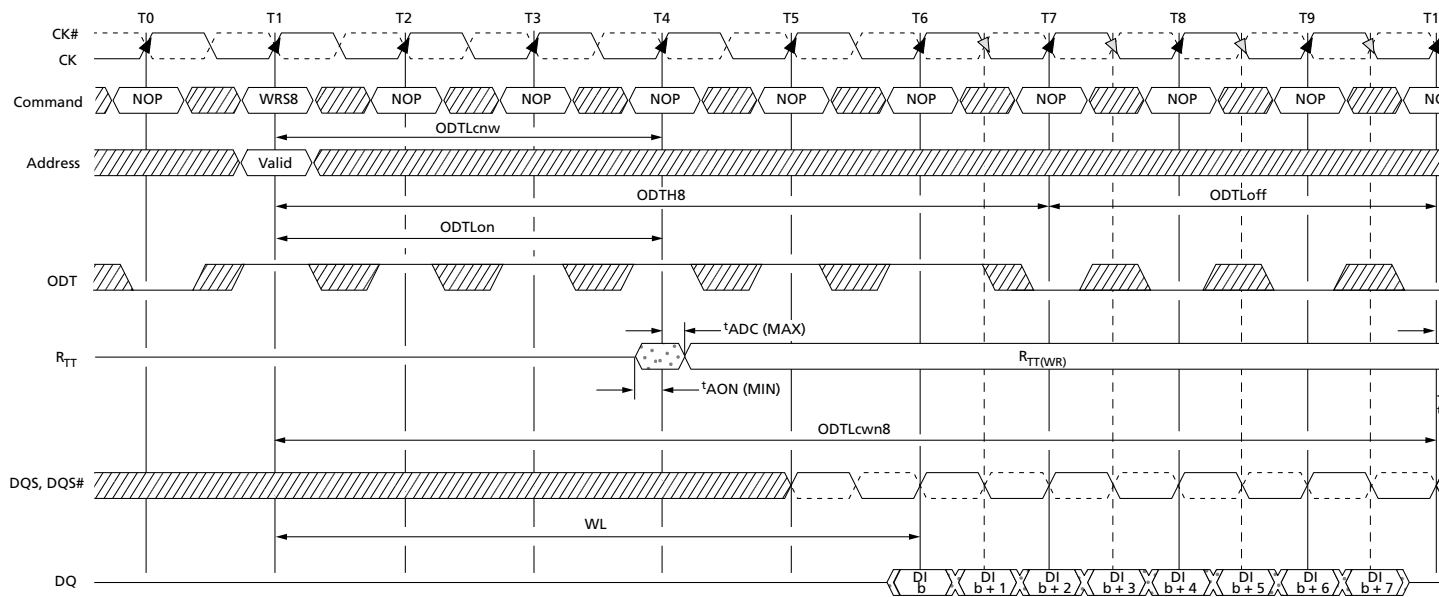 T0 T1 T2 T3 T4 T5 T6 T7 T8 T9 T1
CK#
CK
Command NOP WRS8 NOP NOP NOP NOP NOP NOP NOP NOP NO
ODTLcnw
Address Valid
ODTH8 ODTLoff
ODTLon
ODT
tADC (MAX)
RTT RTT(WR)
tAON (MIN)
t
ODTLcwn8
DQS, DQS#
WL
DQ DI b DI b + 1 DI b + 2 DI b + 3 DI b + 4 DI b + 5 DI b + 6 DI b + 7